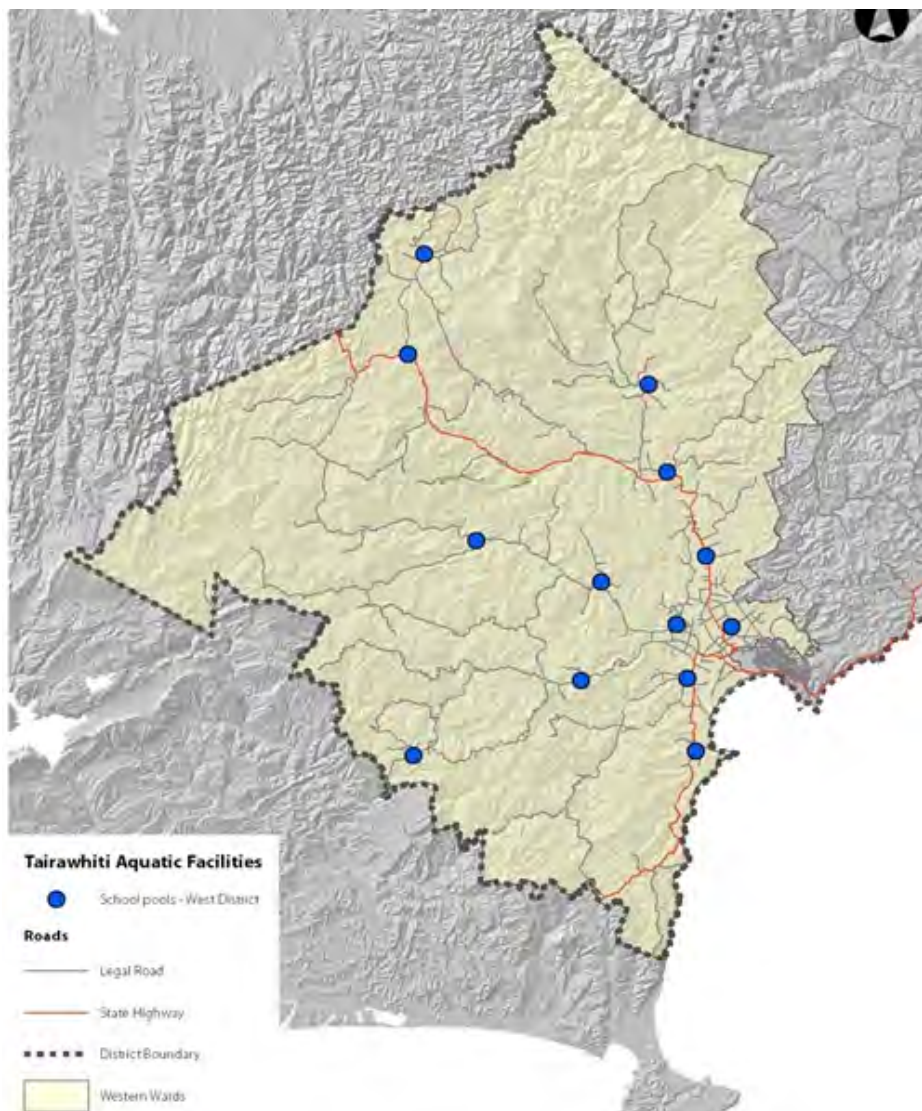 Tairawhiti Aquatic Facilities
School pools - West District
Roads
Legal Road
State Highway
District Boundary
Western Wards